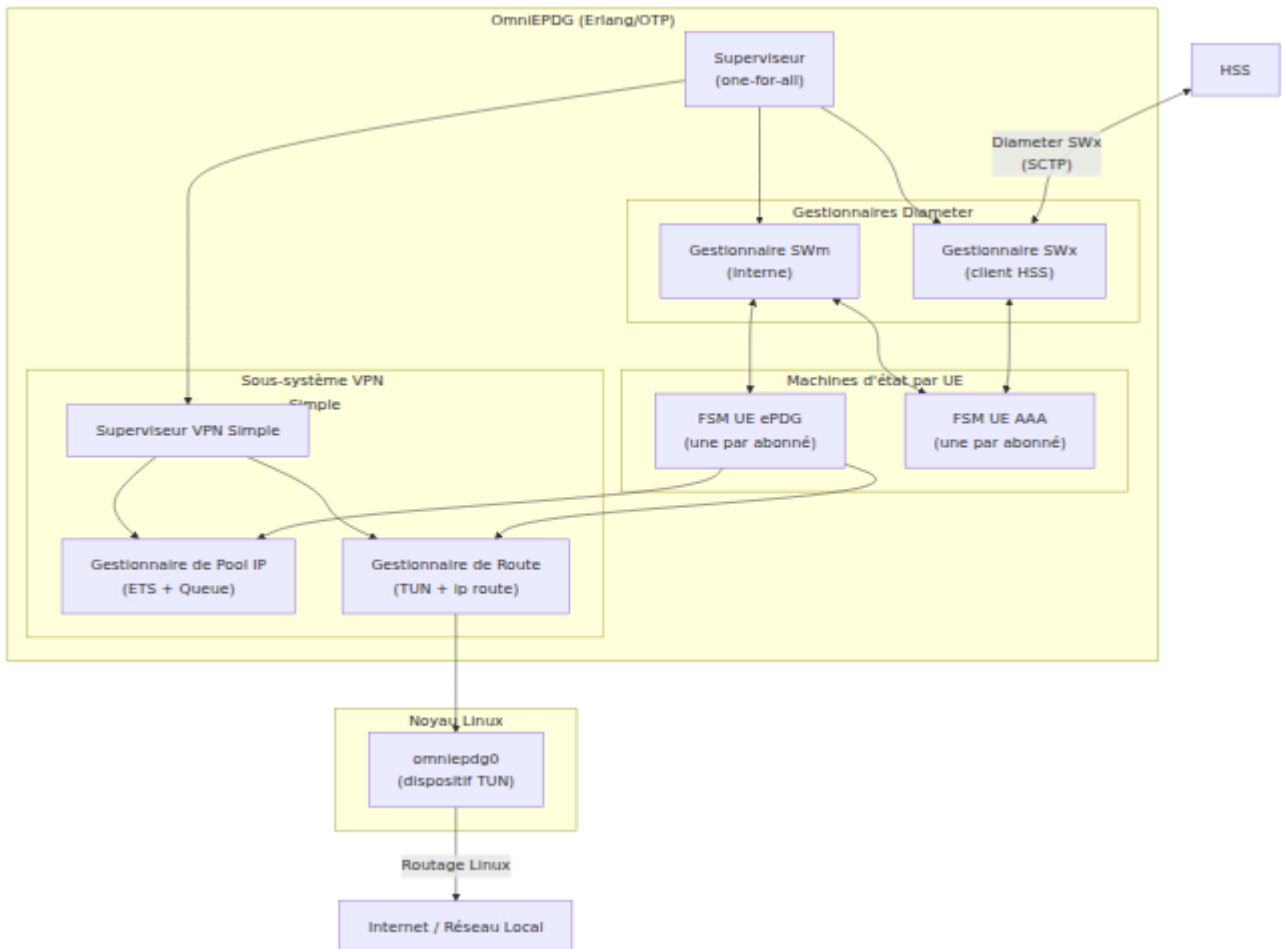 OmniEPDG (Erlang/OTP)
Superviseur
(one-for-all)
HSS
Diameter SWx
(SCTP)
Gestionnaires Diameter
Gestionnaire SWm
(interne)
Gestionnaire SWx
(client HSS)
Sous-système VPN
Simple
Machines d'état par UE
Superviseur VPN Simple
FSM UE ePDG
(une par abonné)
FSM UE AAA
(une par abonné)
Gestionnaire de Pool IP
(ETS + Queue)
Gestionnaire de Route
(TUN + ip route)
Noyau Linux
omniepdg0
(dispositif TUN)
Routage Linux
Internet / Réseau Local